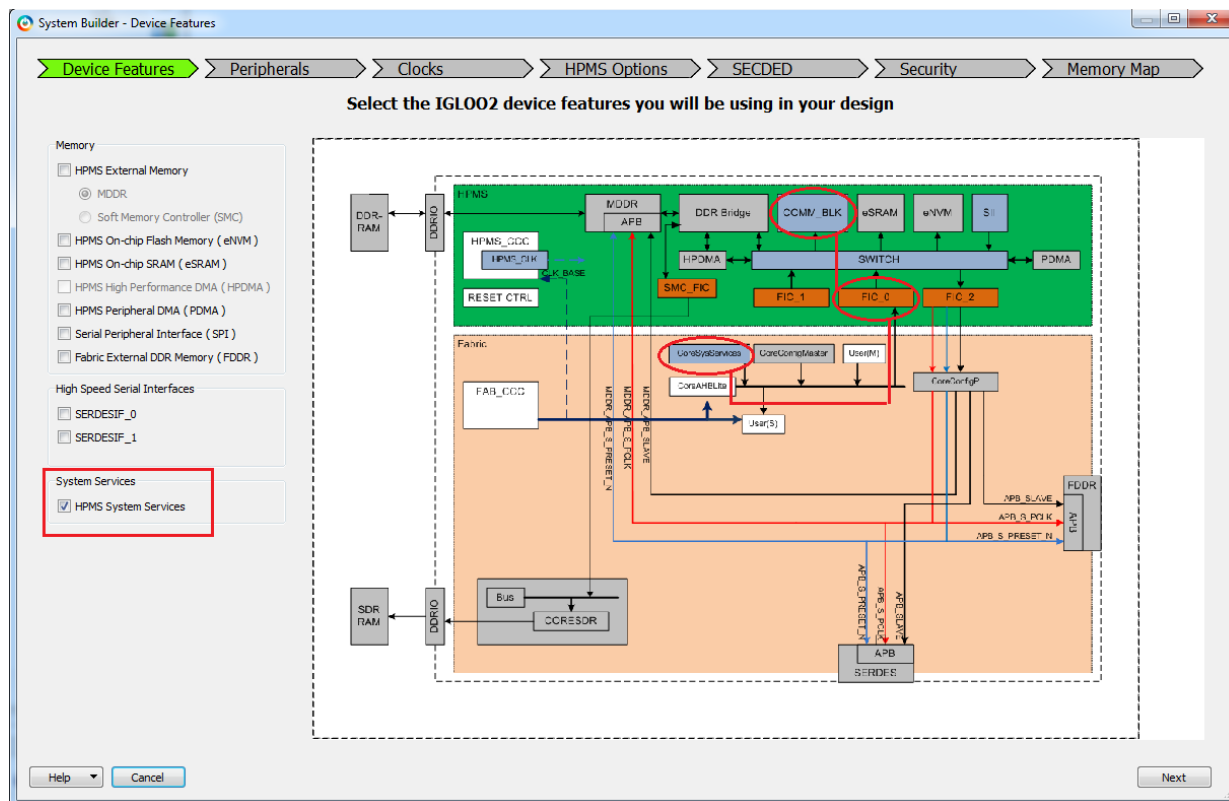 System Builder - Device Features
Device Features
Peripherals
Clocks
HPMS Options
SECDED
Security
Memory Map
Select the IGLOO2 device features you will be using in your design
Memory
HPMS External Memory
MDDR
Soft Memory Controller (SMC)
HPMS On-chip Flash Memory ( eNVM )
HPMS On-chip SRAM ( eSRAM )
HPMS High Performance DMA ( HPDMA )
HPMS Peripheral DMA ( PDMA )
Serial Peripheral Interface ( SPI )
Fabric External DDR Memory ( FDDR )
High Speed Serial Interfaces
SERDESIF_0
SERDESIF_1
System Services
HPMS System Services
HPMS
DDR-
RAM
DDRIO
MDDR
APB
DDR Bridge
COMM_BLK
eSRAM
eNVM
SII
HPMS_CCC
HPMS_CLK
CLK_BASE
HPDMA
SWITCH
PDMA
RESET CTRL
SMC_FIC
FIC_1
FIC_0
FIC_2
Fabric
CoreSysServices
CoreConfigMaster
User(M)
CoreAHBLite
CoreConfigP
FAB_CCC
User(S)
MDDR_APB_S_PRESET_N
MDDR_APB_S_PCLK
MDDR_APB_SLAVE
FDDR
APB
APB_SLAVE
APB_S_PCLK
APB_S_PRESET_N
APB_S_PRESET_N
APB_S_PCLK
APB_SLAVE
SDR
RAM
DDRIO
Bus
CORESDR
APB
SERDES
Help
Cancel
Next